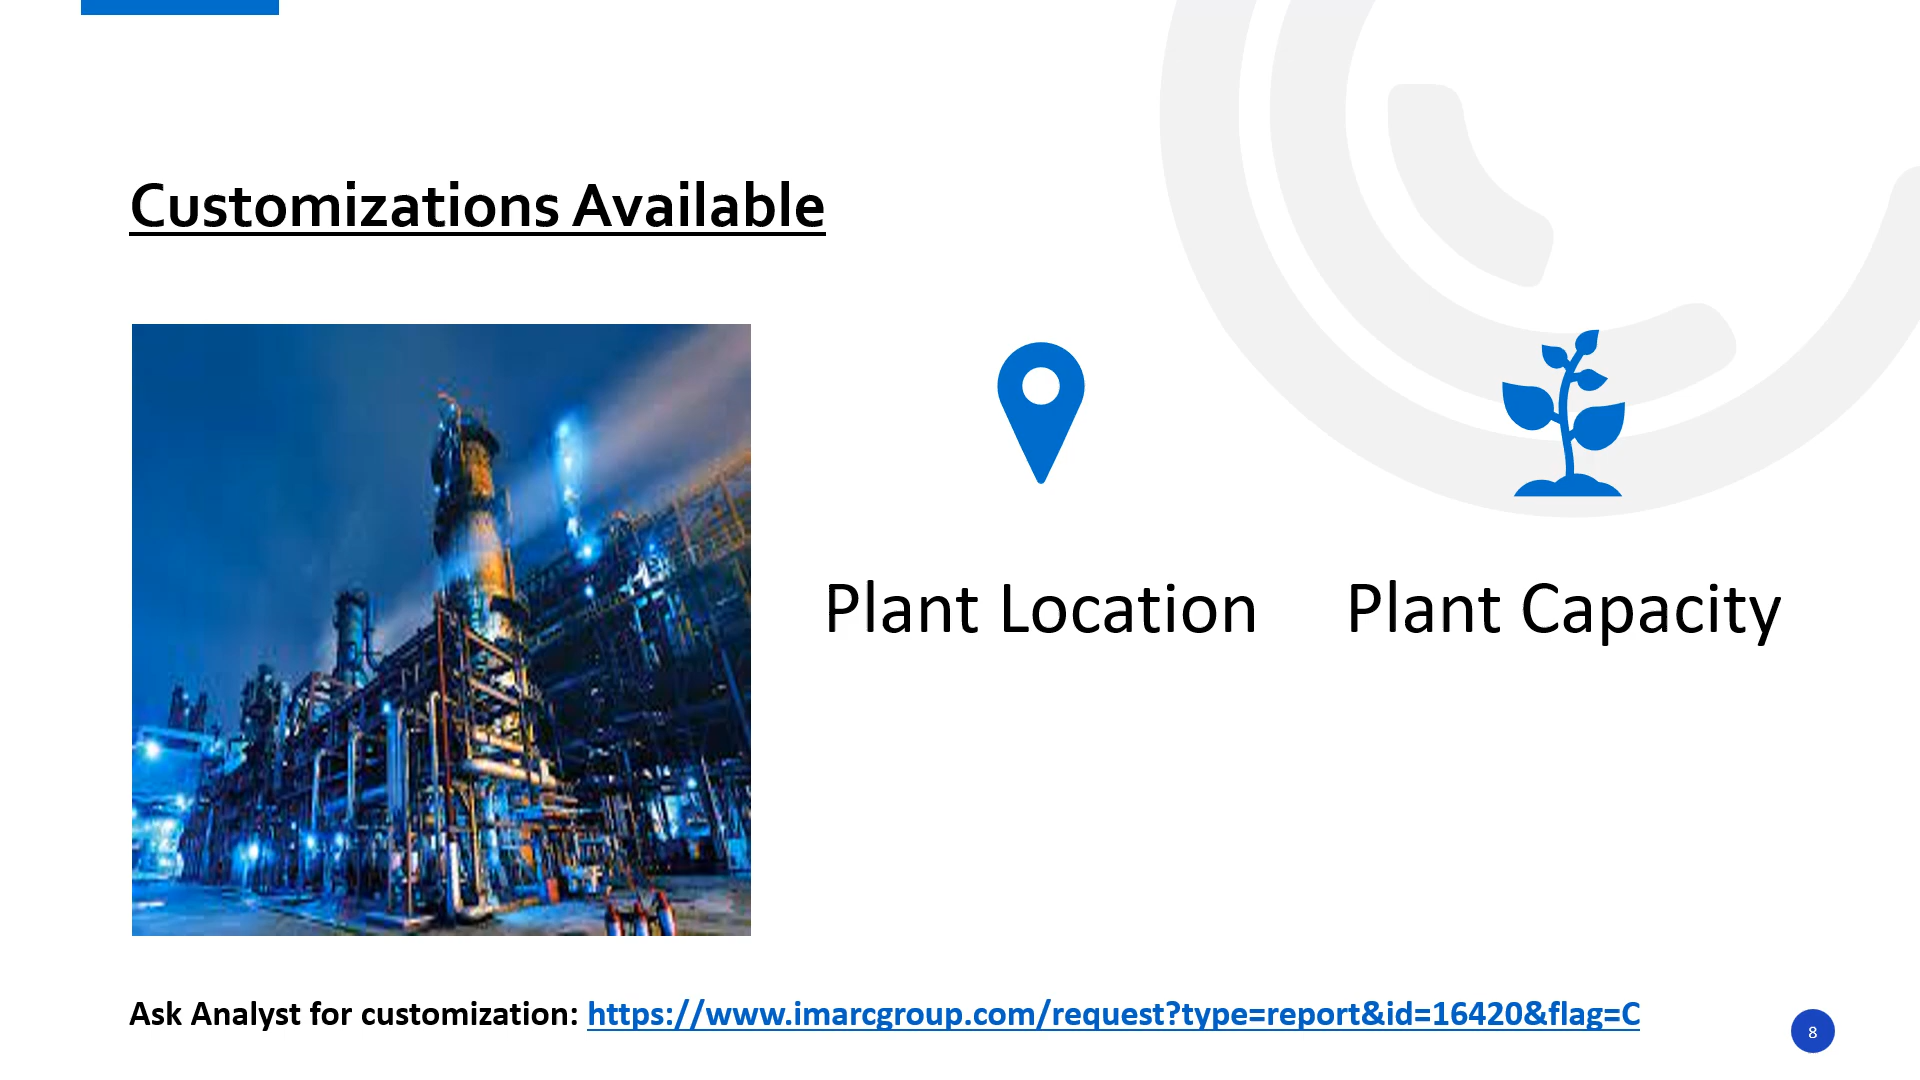 Customizations Available
Plant Location
Plant Capacity
Ask Analyst for customization: https://www.imarcgroup.com/request?type=report&id=16420&flag=C
8